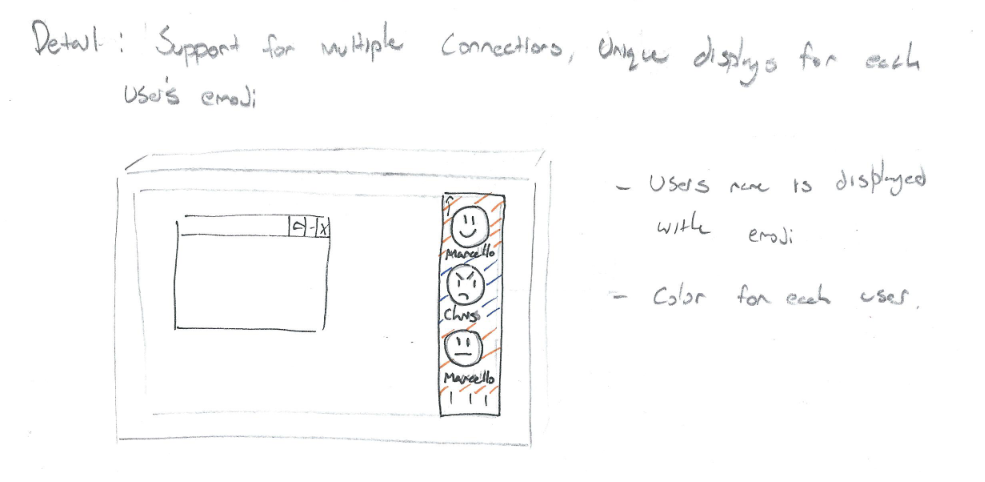 Detail: Support for multiple Connections, Unique displays for each
User's emoji
- Users name is displayed
with emoji
- Color for each user.
Marcello
Chris
Marcello